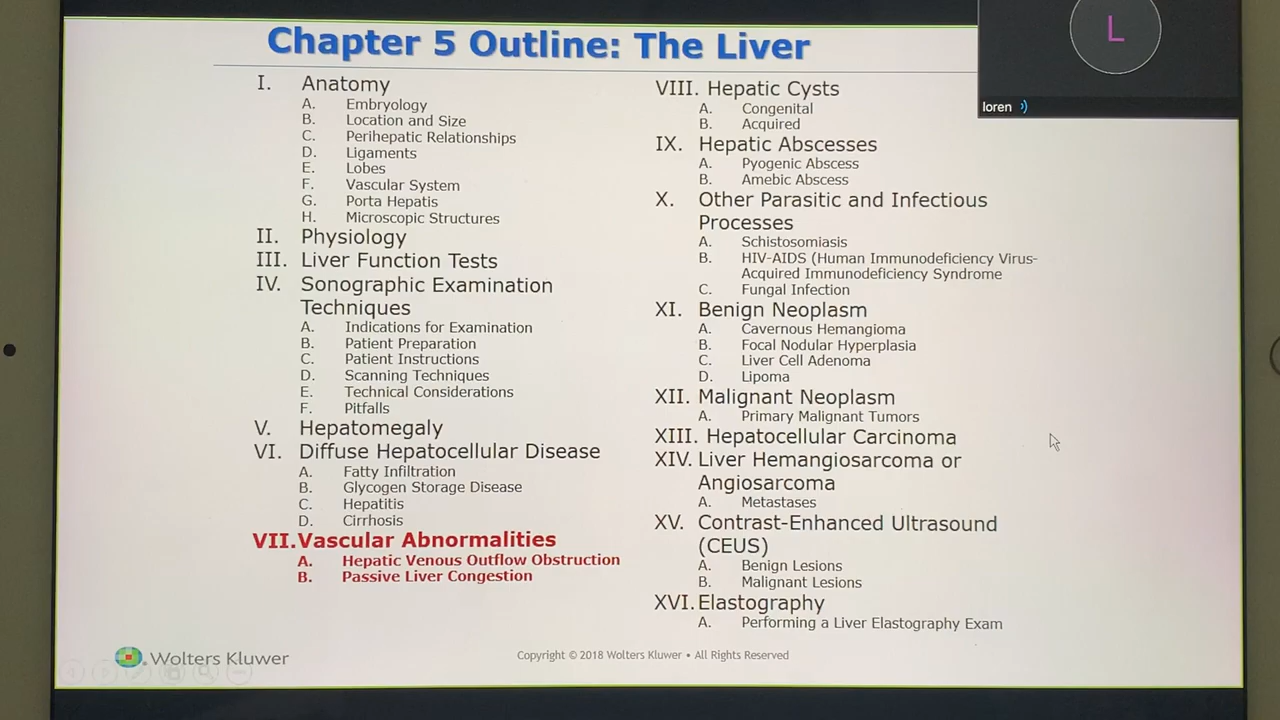 Chapter 5 Outline: The Liver
I. Anatomy
A. Embryology
B. Location and Size
C. Perihepatic Relationships
D. Ligaments
E. Lobes
F. Vascular System
G. Porta Hepatis
H. Microscopic Structures
II. Physiology
III. Liver Function Tests
IV. Sonographic Examination
Techniques
A. Indications for Examination
B. Patient Preparation
C. Patient Instructions
D. Scanning Techniques
E. Technical Considerations
F. Pitfalls
V. Hepatomegaly
VI. Diffuse Hepatocellular Disease
A. Fatty Infiltration
B. Glycogen Storage Disease
C. Hepatitis
D. Cirrhosis
VII. Vascular Abnormalities
A. Hepatic Venous Outflow Obstruction
B. Passive Liver Congestion
VIII. Hepatic Cysts
A. Congenital
B. Acquired
IX. Hepatic Abscesses
A. Pyogenic Abscess
B. Amebic Abscess
X. Other Parasitic and Infectious
Processes
A. Schistosomiasis
B. HIV-AIDS (Human Immunodeficiency Virus-
Acquired Immunodeficiency Syndrome
C. Fungal Infection
XI. Benign Neoplasm
A. Cavernous Hemangioma
B. Focal Nodular Hyperplasia
C. Liver Cell Adenoma
D. Lipoma
XII. Malignant Neoplasm
A. Primary Malignant Tumors
XIII. Hepatocellular Carcinoma
XIV. Liver Hemangiosarcoma or
Angiosarcoma
A. Metastases
XV. Contrast-Enhanced Ultrasound
(CEUS)
A. Benign Lesions
B. Malignant Lesions
XVI. Elastography
A. Performing a Liver Elastography Exam
L
loren
Wolters Kluwer
Copyright © 2018 Wolters Kluwer • All Rights Reserved